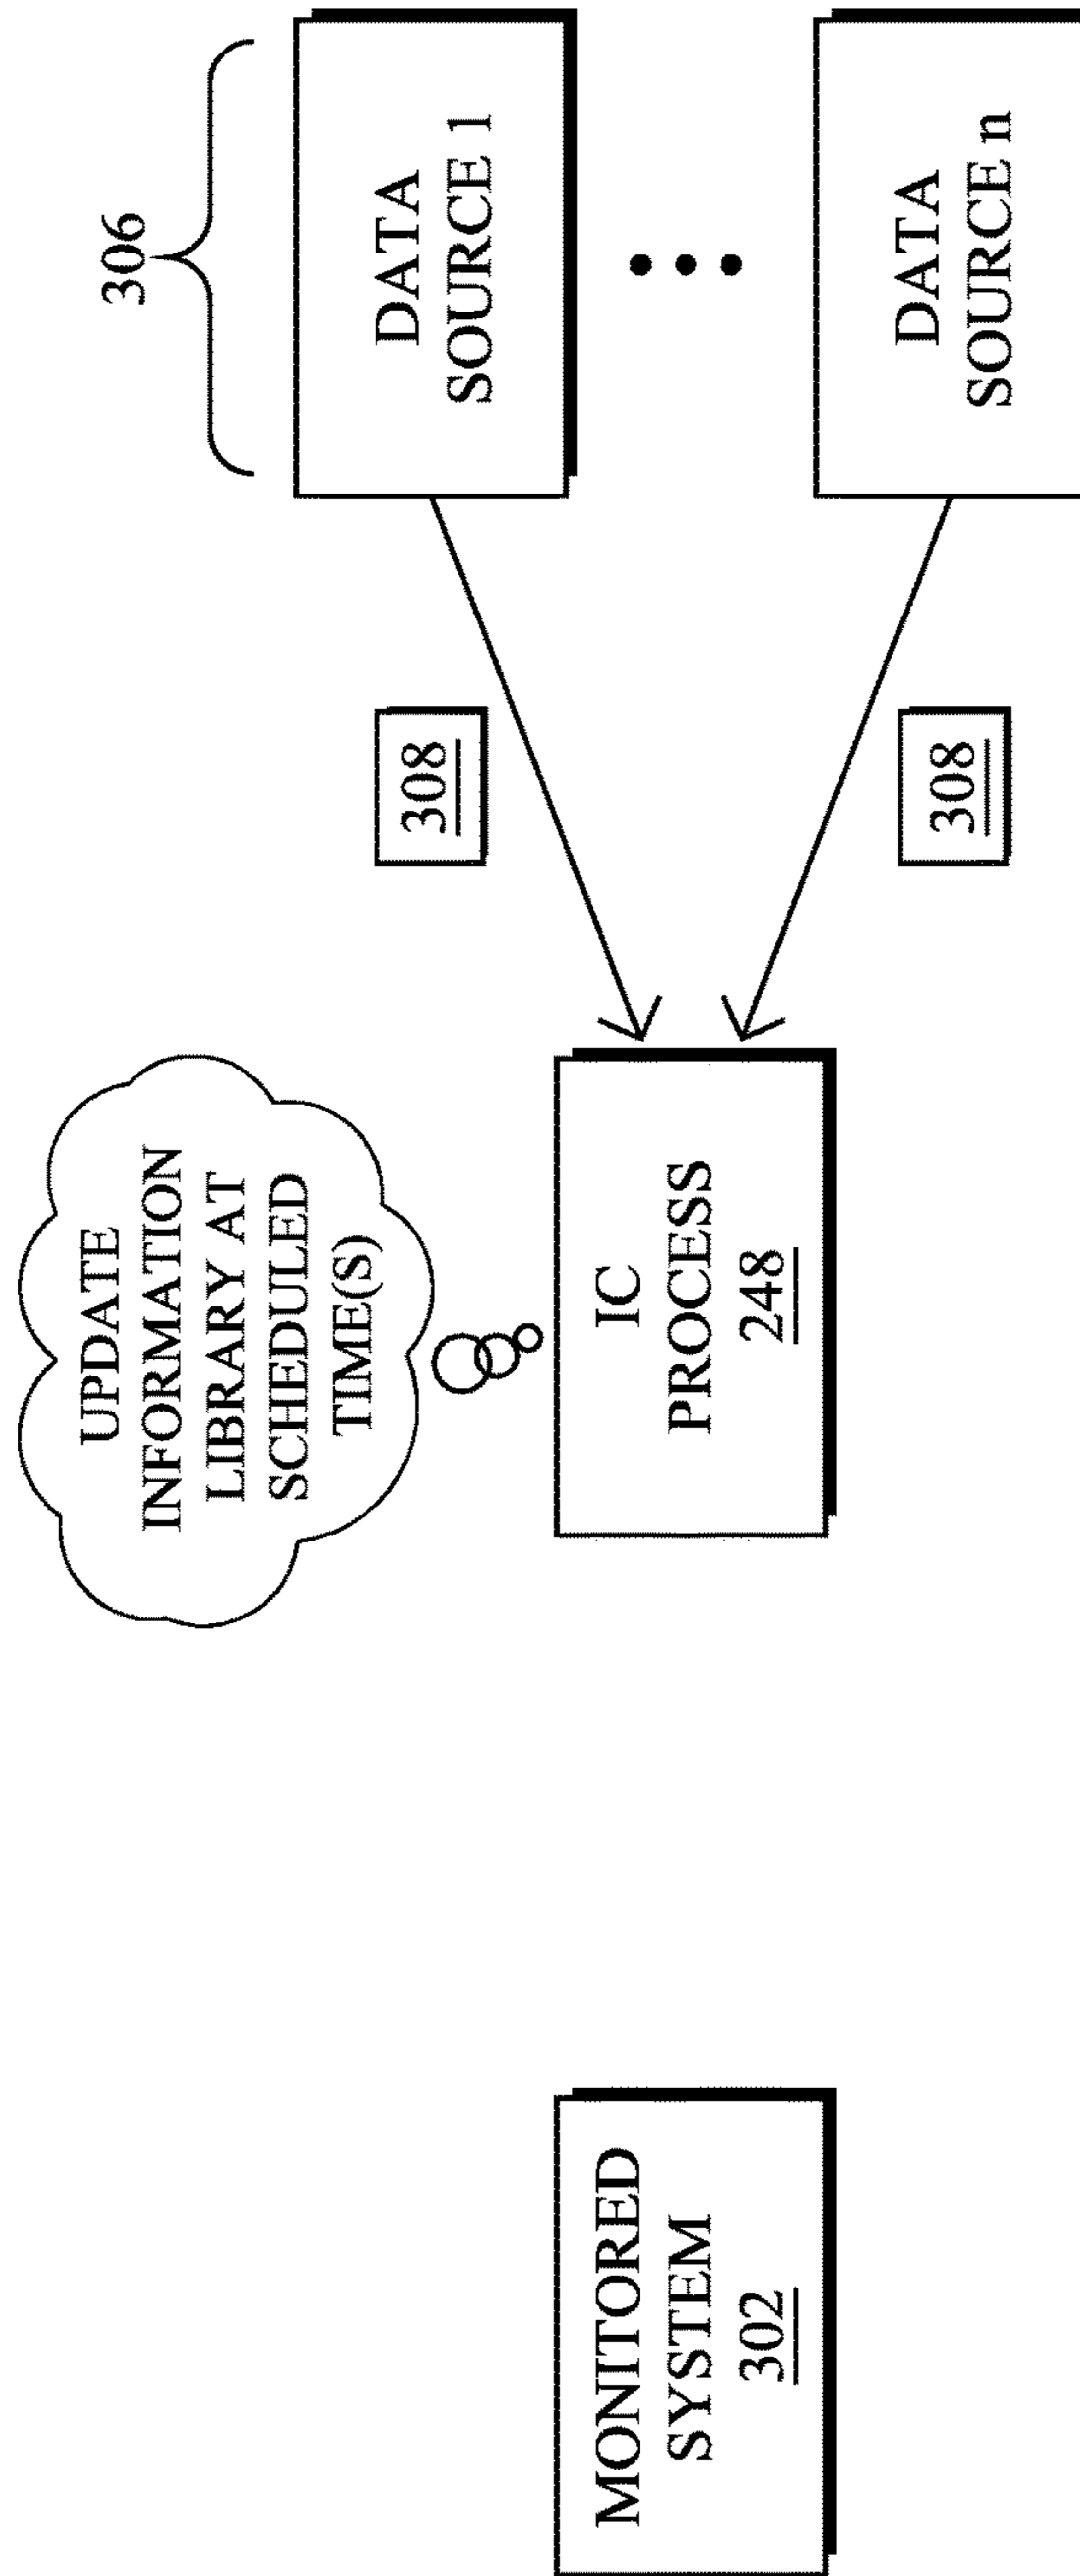 UPDATE
INFORMATION
LIBRARY AT
SCHEDULED
TIME(S)
MONITORED
SYSTEM
302
IC
PROCESS
248
306
DATA
SOURCE 1
308
308
DATA
SOURCE n